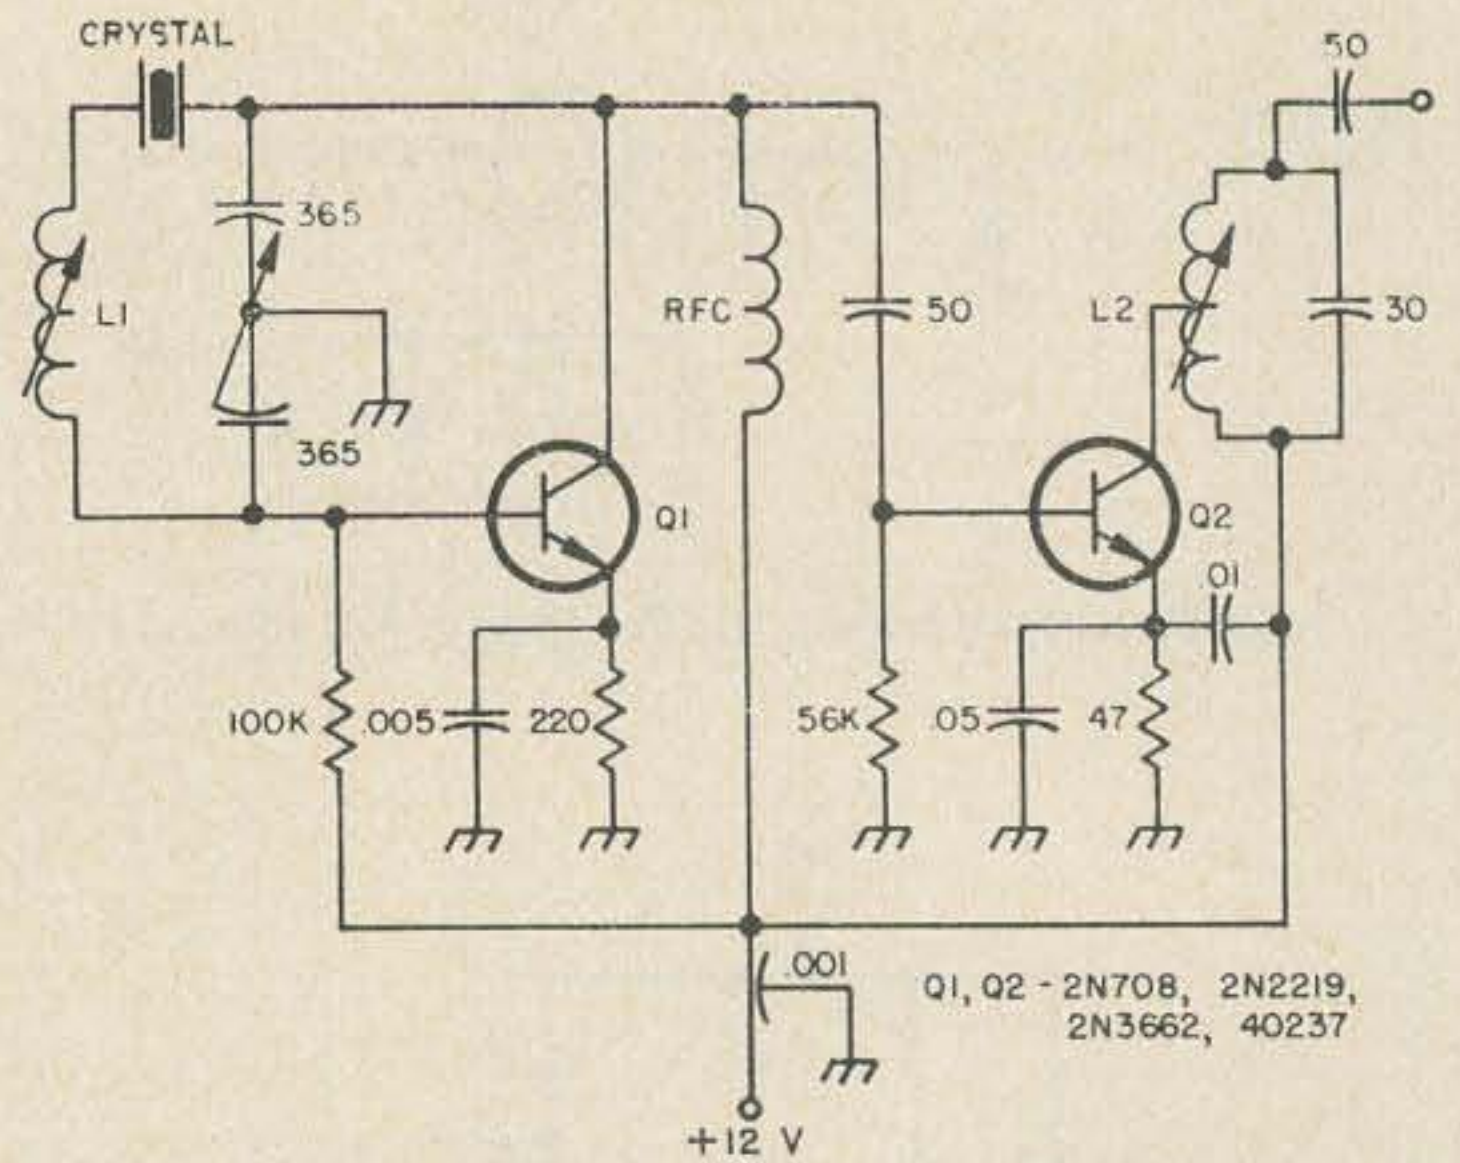 CRYSTAL
50
365
L1
RFC
50
L2
30
365
Q1
Q2
.01
100K
.005
220
56K
.05
47
.001
Q1, Q2 - 2N708, 2N2219,
2N3662, 40237
+12 V